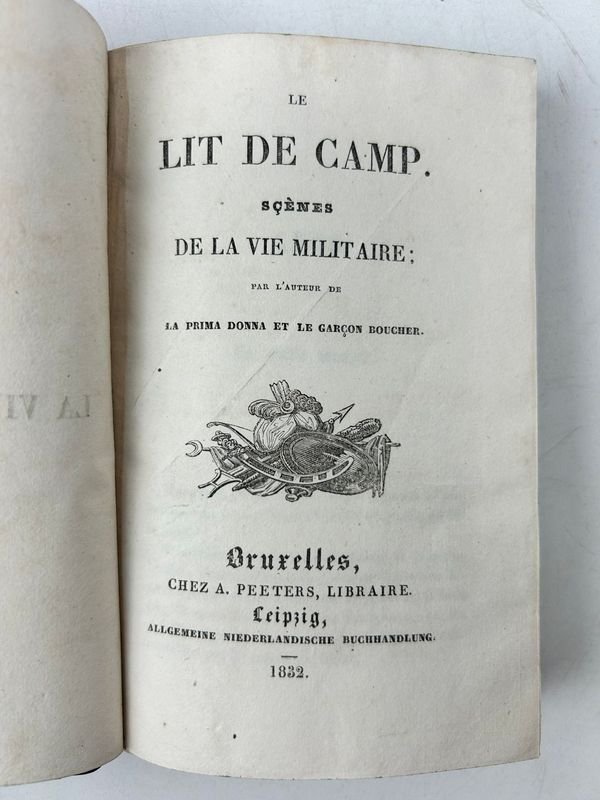 LE
LIT DE CAMP.
SÇÈNES
DE LA VIE MILITAIRE;
PAR L'AUTEUR DE
LA PRIMA DONNA ET LE GARÇON BOUCHER.
Bruxelles,
CHEZ A. PEETERS, LIBRAIRE.
Leipzig,
ALLGEMEINE NIEDERLANDISCHE BUCHHANDLUNG.
1832.